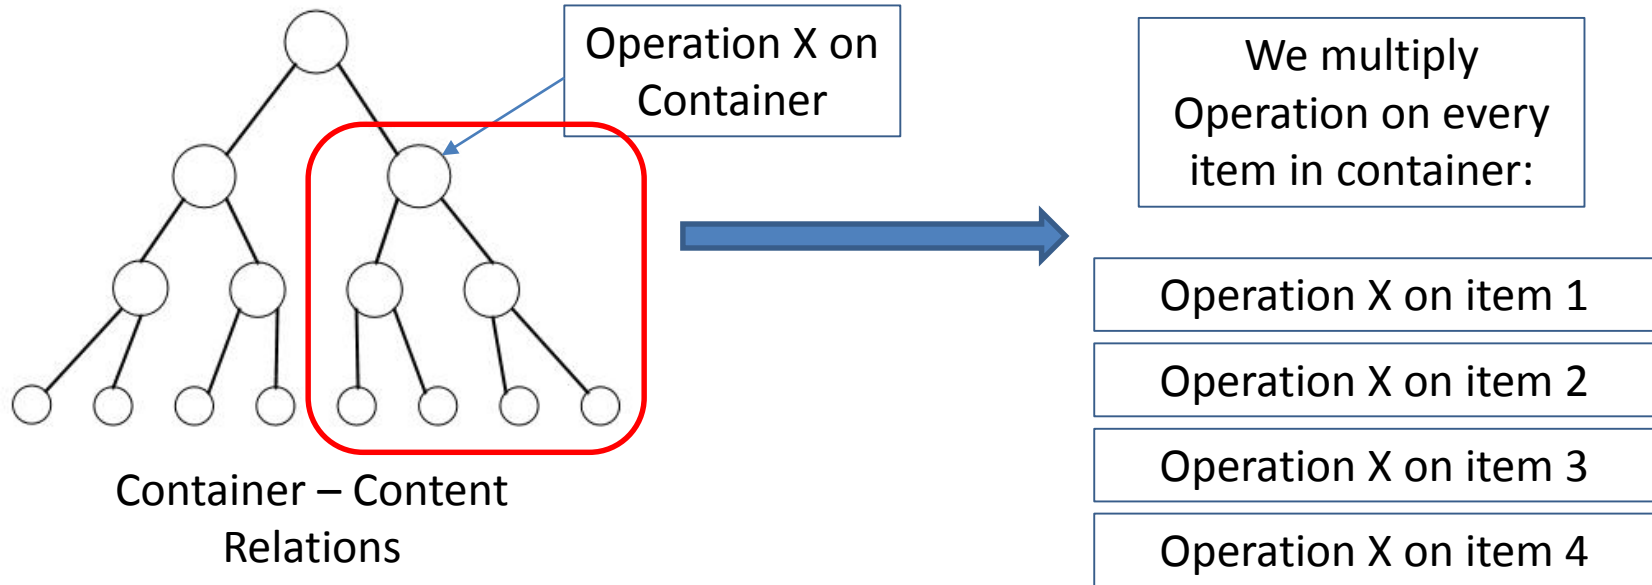 Operation X on
Container
We multiply
Operation on every
item in container:
Operation X on item 1
Operation X on item 2
Operation X on item 3
Operation X on item 4
Container – Content
Relations